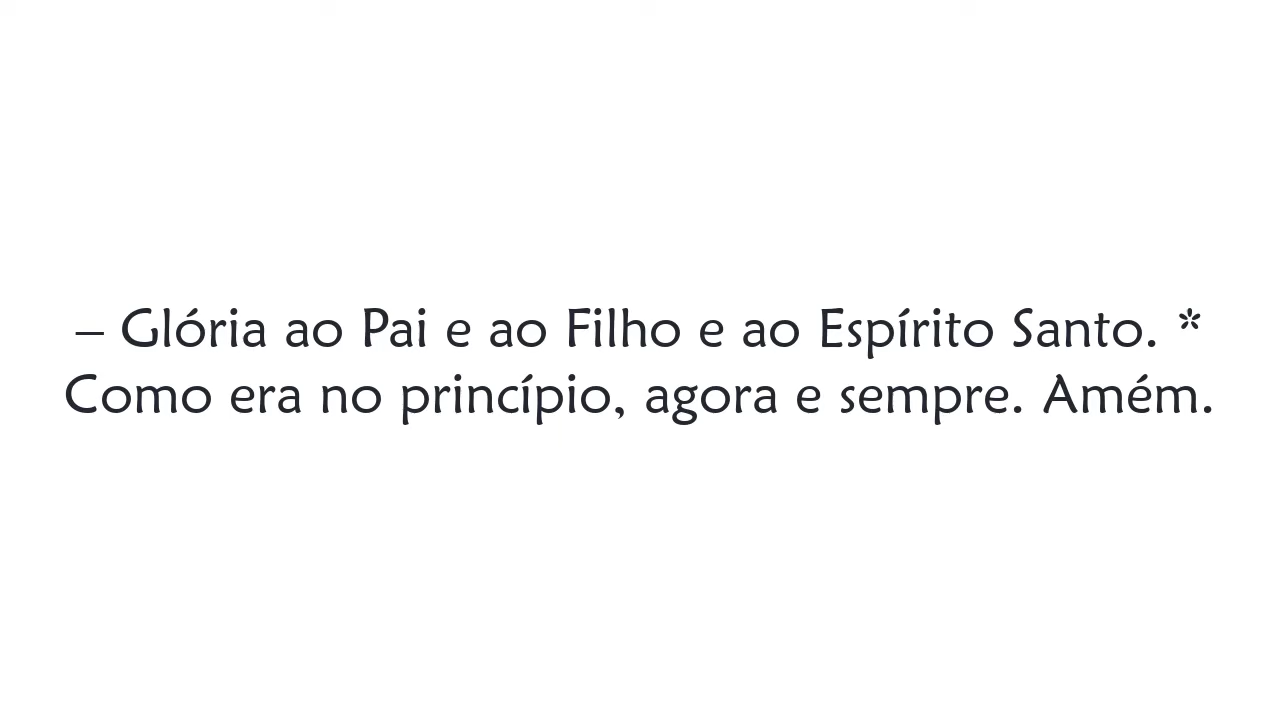 – Glória ao Pai e ao Filho e ao Espírito Santo. *
Como era no princípio, agora e sempre. Amém.